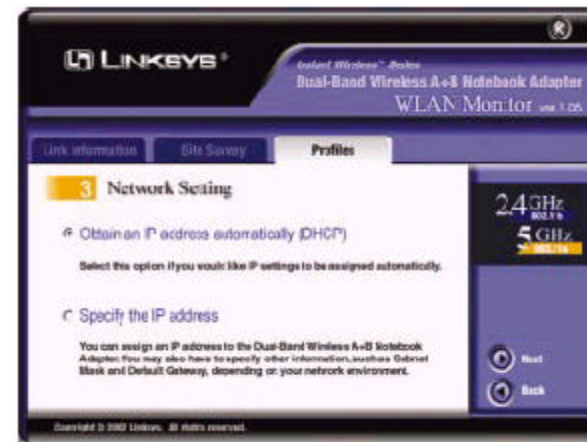 LINKSYS®
Instant Wireless™ Series
Dual-Band Wireless A+B Notebook Adapter
WLAN Monitor ver 1.05
Link Information
Site Survey
Profiles
3 Network Setting
Obtain an IP address automatically (DHCP)
Select this option if you would like IP settings to be assigned automatically.
Specify the IP address
You can assign an IP address to the Dual-Band Wireless A+B Notebook
Adapter. You may also have to specify other information, such as Subnet
Mask and Default Gateway, depending on your network environment.
2.4GHz
802.11b
5GHz
802.11a
Next
Back
Copyright © 2002 Linksys. All rights reserved.